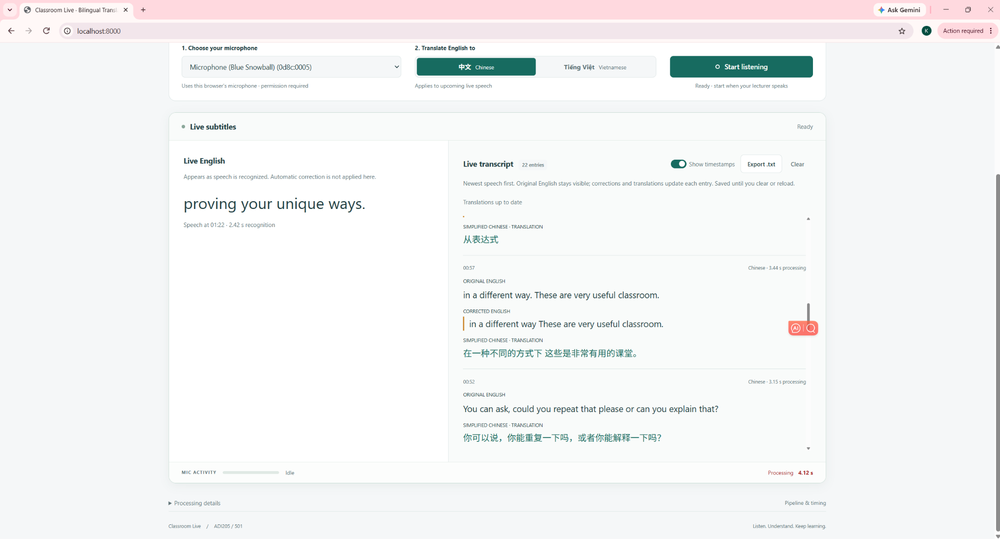 Classroom Live · Bilingual Transl
Ask Gemini
localhost:8000
K
Action required
1. Choose your microphone
2. Translate English to
Microphone (Blue Snowball) (0d8c:0005)
中文 Chinese
Tiếng Việt Vietnamese
Start listening
Uses this browser's microphone · permission required
Applies to upcoming live speech
Ready · start when your lecturer speaks
Live subtitles
Ready
Live English
Appears as speech is recognized. Automatic correction is not applied here.
proving your unique ways.
Speech at 01:22 · 2.42 s recognition
Live transcript
22 entries
Show timestamps
Export .txt
Clear
Newest speech first. Original English stays visible; corrections and translations update each entry. Saved until you clear or reload.
Translations up to date
SIMPLIFIED CHINESE · TRANSLATION
从表达式
00:57
Chinese · 3.44 s processing
ORIGINAL ENGLISH
in a different way. These are very useful classroom.
CORRECTED ENGLISH
in a different way These are very useful classroom.
SIMPLIFIED CHINESE · TRANSLATION
在一种不同的方式下 这些是非常有用的课堂。
00:52
Chinese · 3.15 s processing
ORIGINAL ENGLISH
You can ask, could you repeat that please or can you explain that?
SIMPLIFIED CHINESE · TRANSLATION
你可以说，你能重复一下吗，或者你能解释一下吗？
AI
MIC ACTIVITY
Idle
Processing 4.12 s
Processing details
Pipeline & timing
Classroom Live / ADI205 / 501
Listen. Understand. Keep learning.